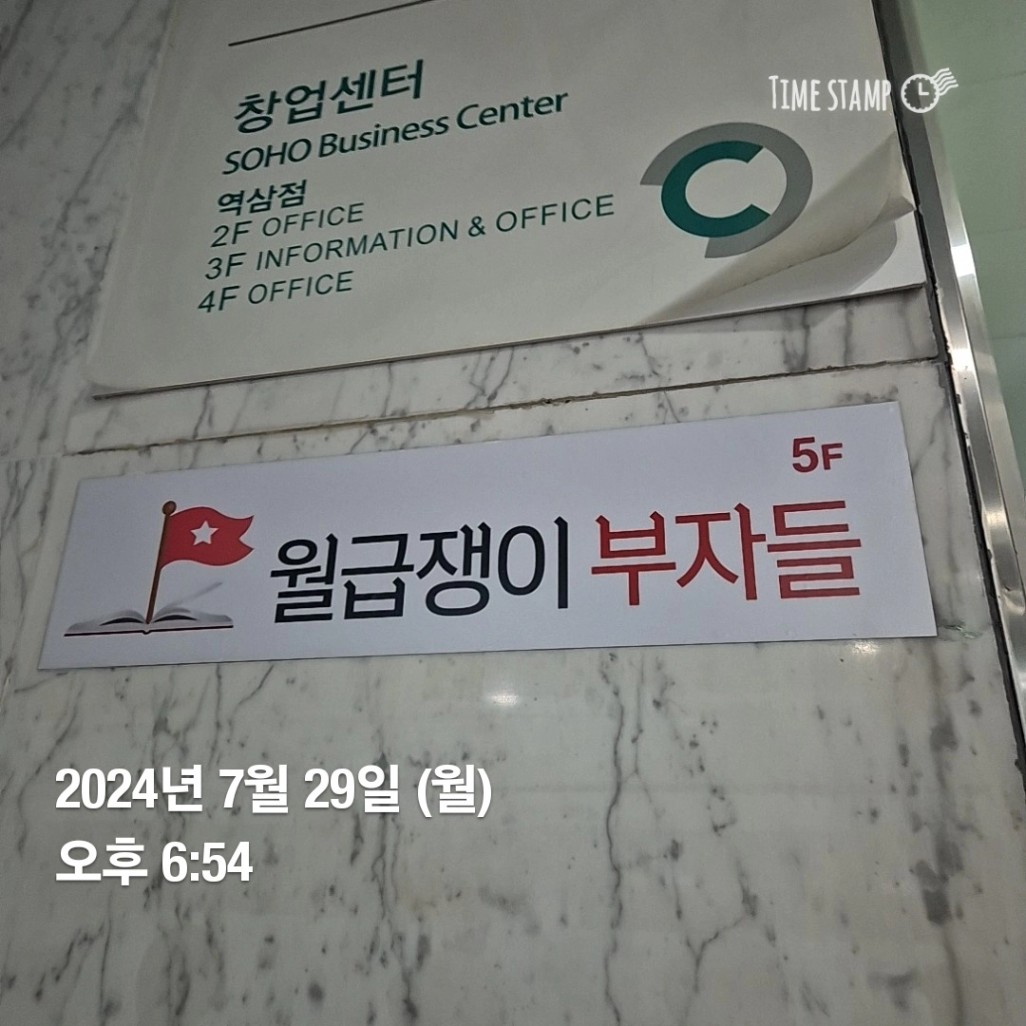 창업센터
SOHO Business Center
역삼점
2F OFFICE
3F INFORMATION & OFFICE
4F OFFICE
TIME STAMP
5F
월급쟁이 부자들
2024년 7월 29일 (월)
오후 6:54